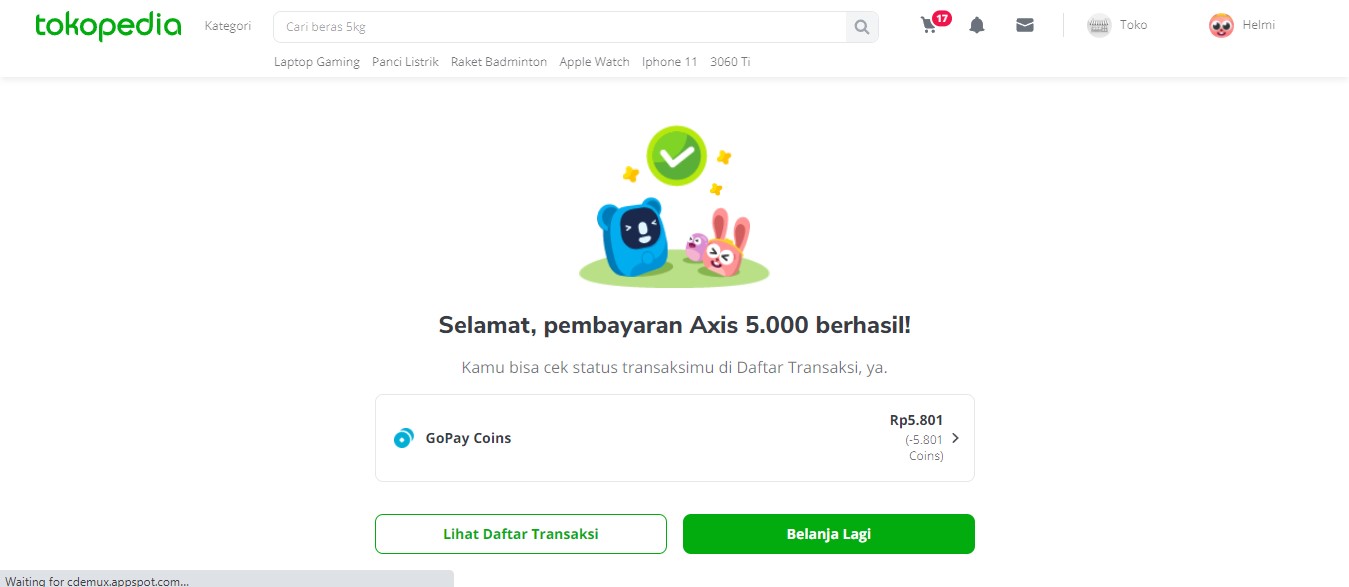 tokopedia Kategori Cari beras 5kg 17 Toko Helmi
Laptop Gaming Panci Listrik Raket Badminton Apple Watch Iphone 11 3060 Ti
Selamat, pembayaran Axis 5.000 berhasil!
Kamu bisa cek status transaksimu di Daftar Transaksi, ya.
GoPay Coins
Rp5.801
(-5.801
Coins)
Lihat Daftar Transaksi Belanja Lagi
Waiting for cdemux.appspot.com...